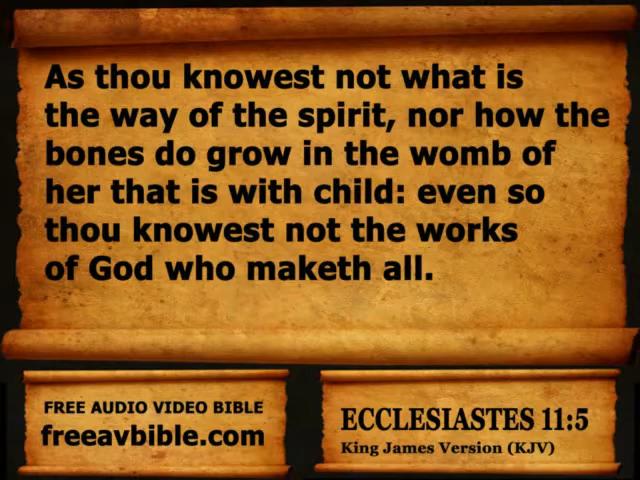 As thou knowest not what is
the way of the spirit, nor how the
bones do grow in the womb of
her that is with child: even so
thou knowest not the works
of God who maketh all.
FREE AUDIO VIDEO BIBLE
freeavbible.com
ECCLESIASTES 11:5
King James Version (KJV)